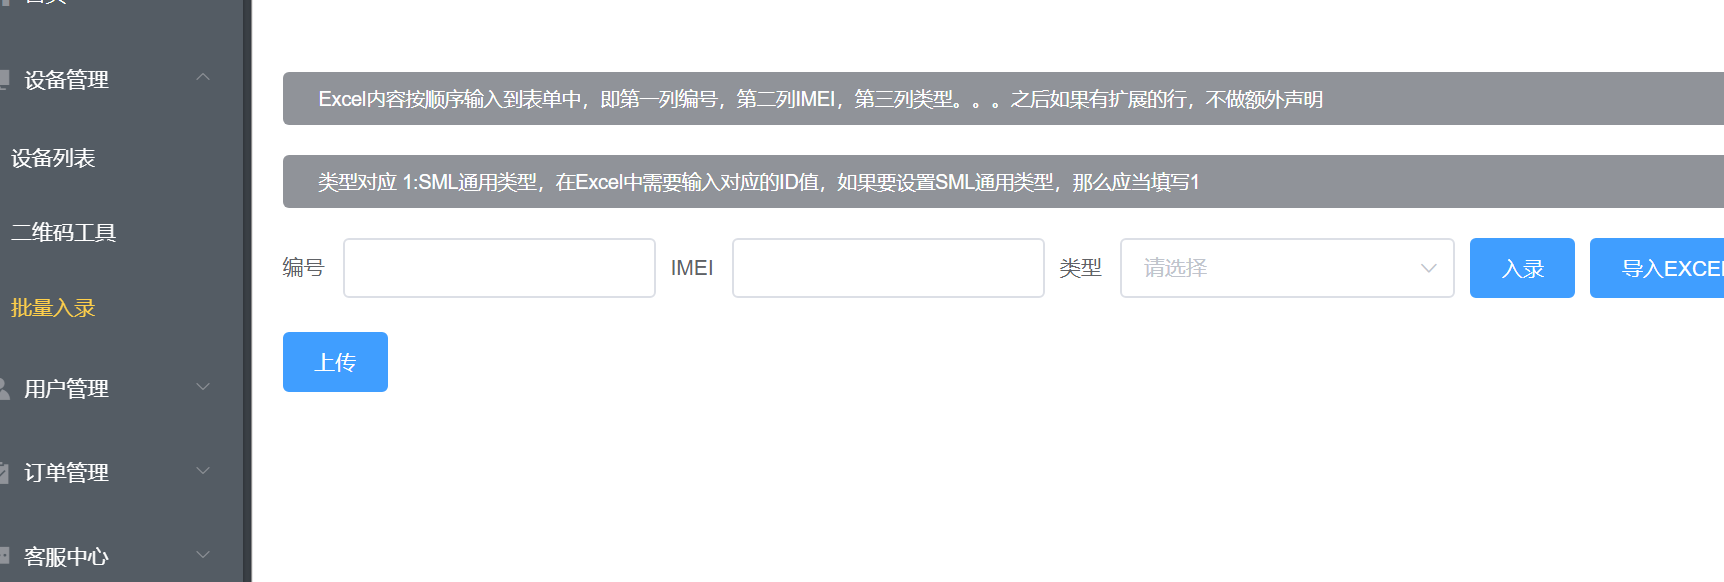 设备管理
设备列表
二维码工具
批量入录
用户管理
订单管理
客服中心
Excel内容按顺序输入到表单中，即第一列编号，第二列IMEI，第三列类型。。。之后如果有扩展的行，不做额外声明
类型对应 1:SML通用类型，在Excel中需要输入对应的ID值，如果要设置SML通用类型，那么应当填写1
编号 IMEI 类型 请选择 入录 导入EXCEL
上传